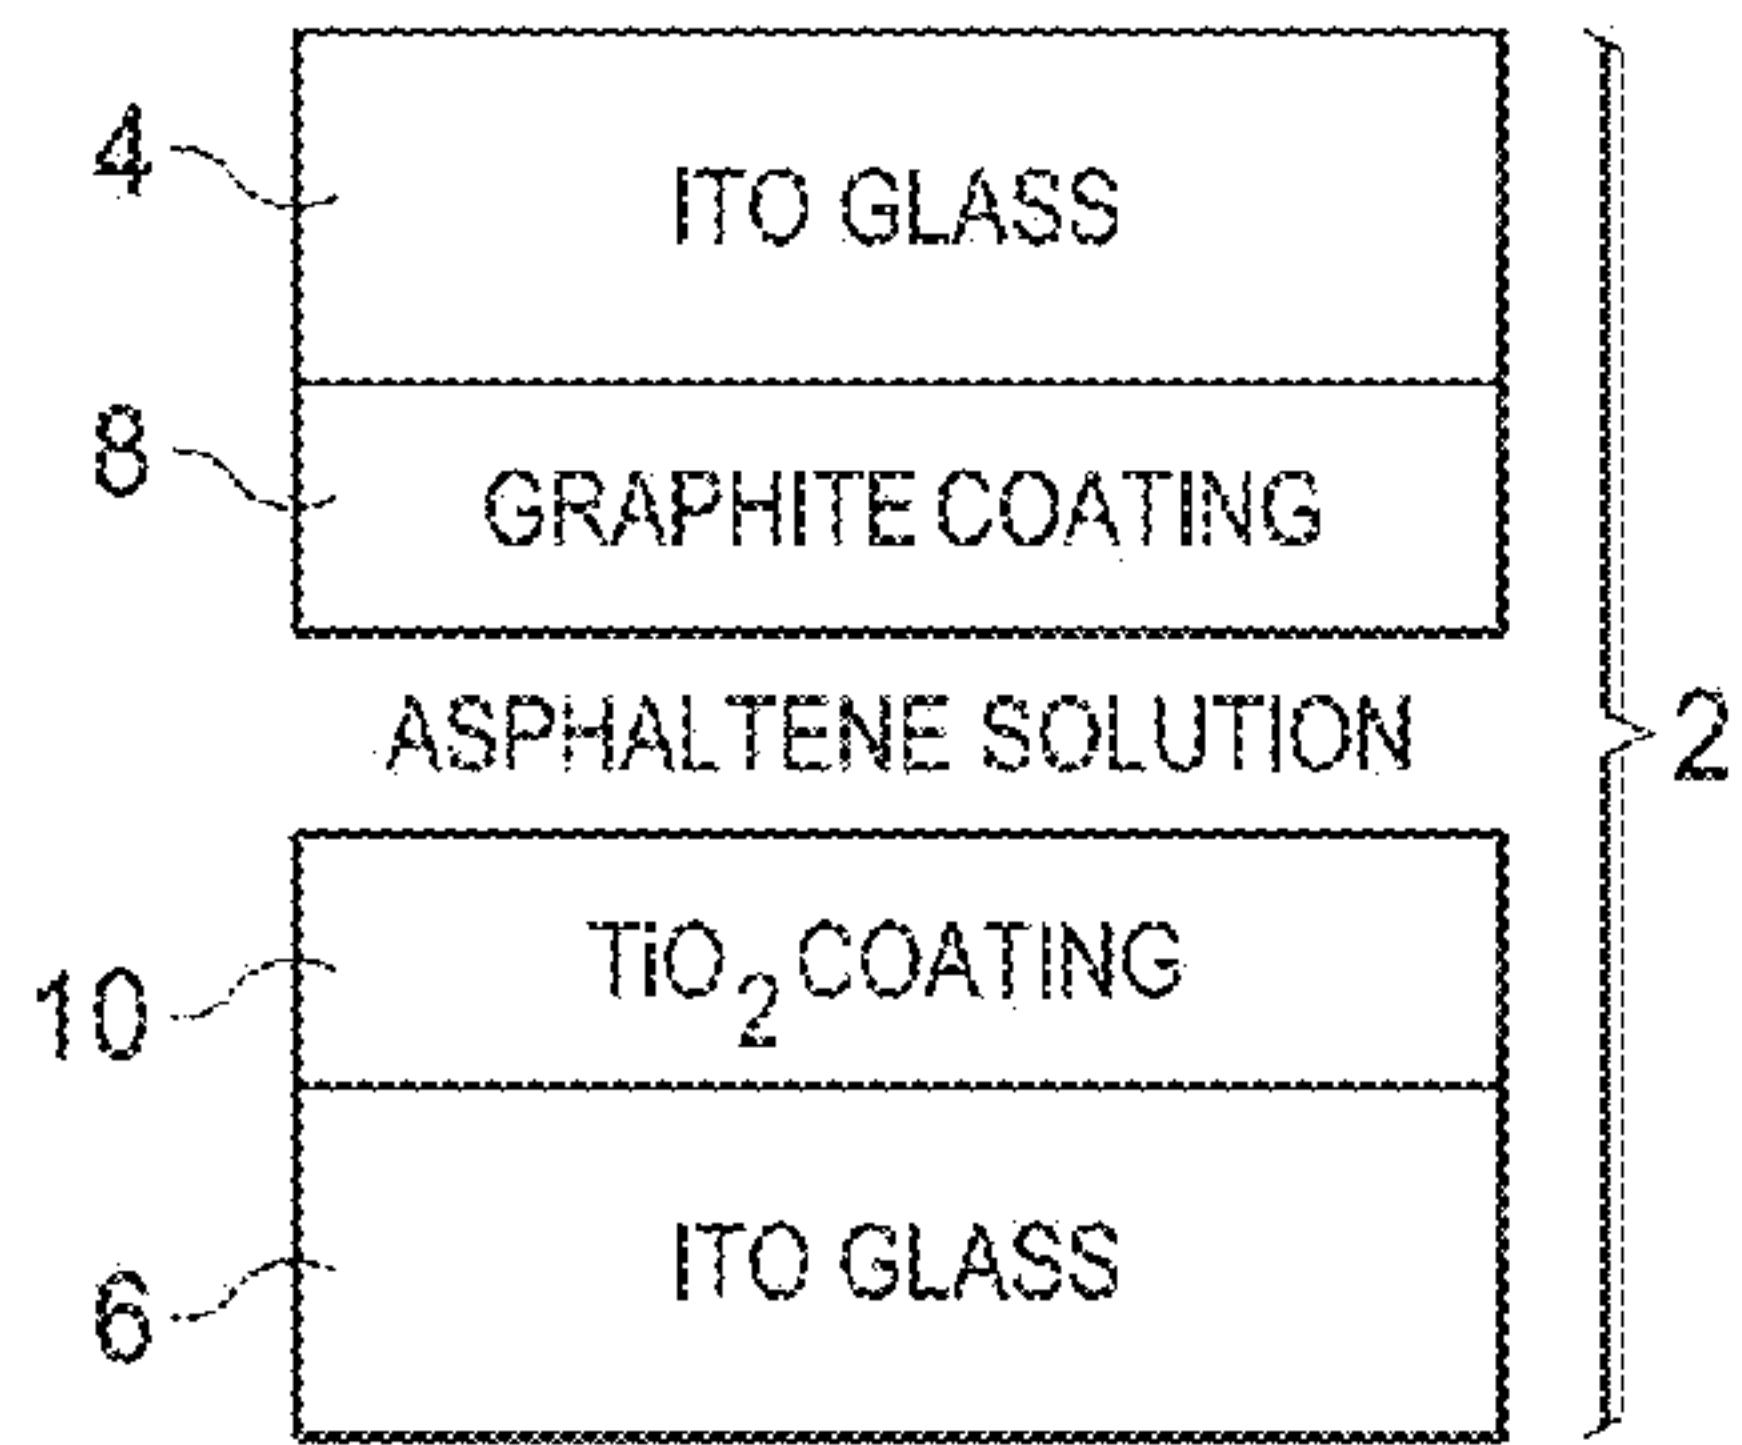 4
ITO GLASS
8
GRAPHITE COATING
ASPHALTENE SOLUTION
2
10
TiO2 COATING
6
ITO GLASS